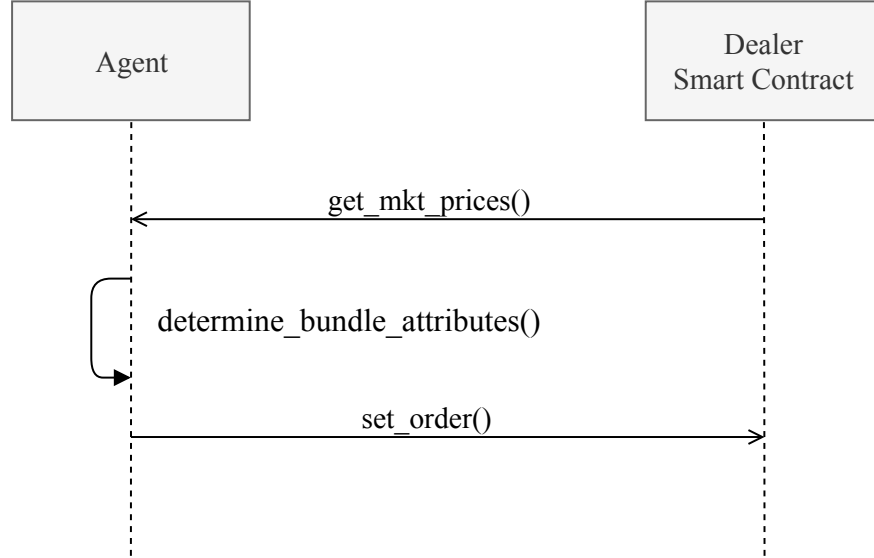 Agent
Dealer
Smart Contract
get_mkt_prices()
determine_bundle_attributes()
set_order()